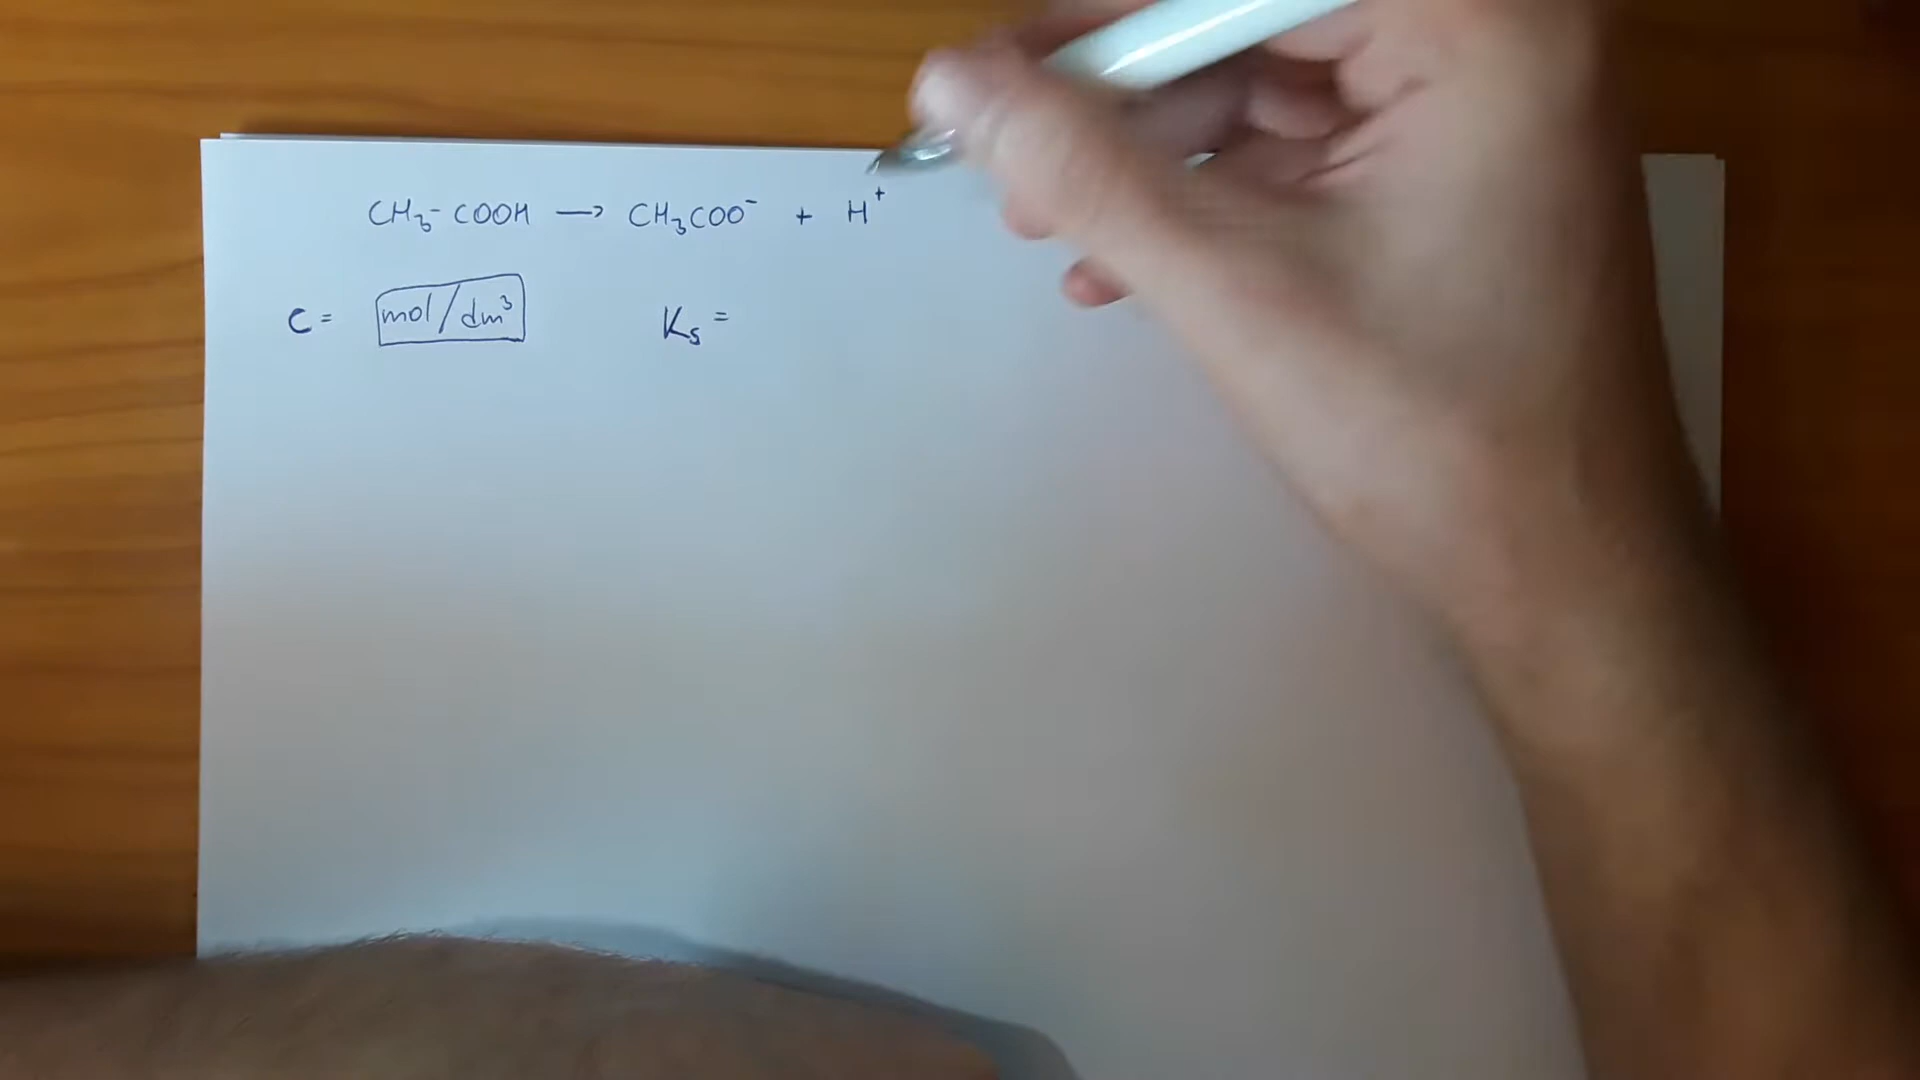 CH₃-COOH → CH₃COO⁻ + H⁺
C = mol/dm³ Ks =